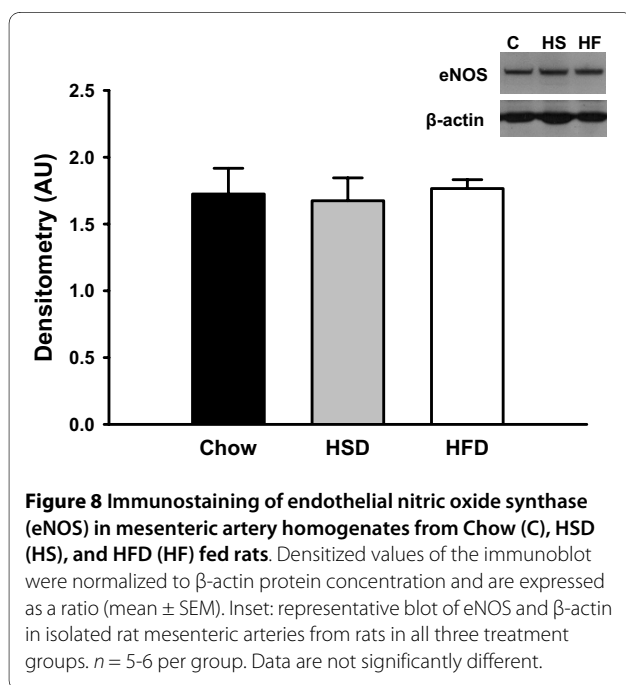 C HS HF
eNOS
β-actin
2.5
2.0
1.5
1.0
0.5
0.0
Densitometry (AU)
Chow HSD HFD
Figure 8 Immunostaining of endothelial nitric oxide synthase
(eNOS) in mesenteric artery homogenates from Chow (C), HSD
(HS), and HFD (HF) fed rats. Densitized values of the immunoblot
were normalized to β-actin protein concentration and are expressed
as a ratio (mean ± SEM). Inset: representative blot of eNOS and β-actin
in isolated rat mesenteric arteries from rats in all three treatment
groups. n = 5-6 per group. Data are not significantly different.